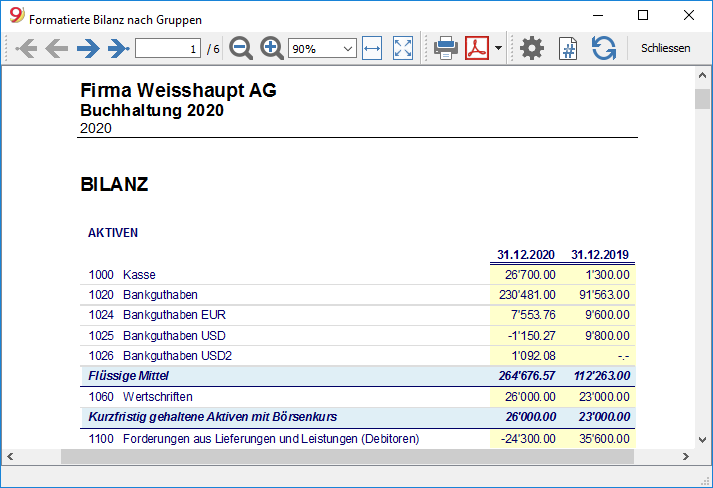 Formatierte Bilanz nach Gruppen
1 / 6 90% Schliessen
Firma Weisshaupt AG
Buchhaltung 2020
2020
BILANZ
AKTIVEN
31.12.2020 31.12.2019
1000 Kasse 26'700.00 1'300.00
1020 Bankguthaben 230'481.00 91'563.00
1024 Bankguthaben EUR 7'553.76 9'600.00
1025 Bankguthaben USD -1'150.27 9'800.00
1026 Bankguthaben USD2 1'092.08 -.-
Flüssige Mittel 264'676.57 112'263.00
1060 Wertschriften 26'000.00 23'000.00
Kurzfristig gehaltene Aktiven mit Börsenkurs 26'000.00 23'000.00
1100 Forderungen aus Lieferungen und Leistungen (Debitoren) -24'300.00 35'600.00